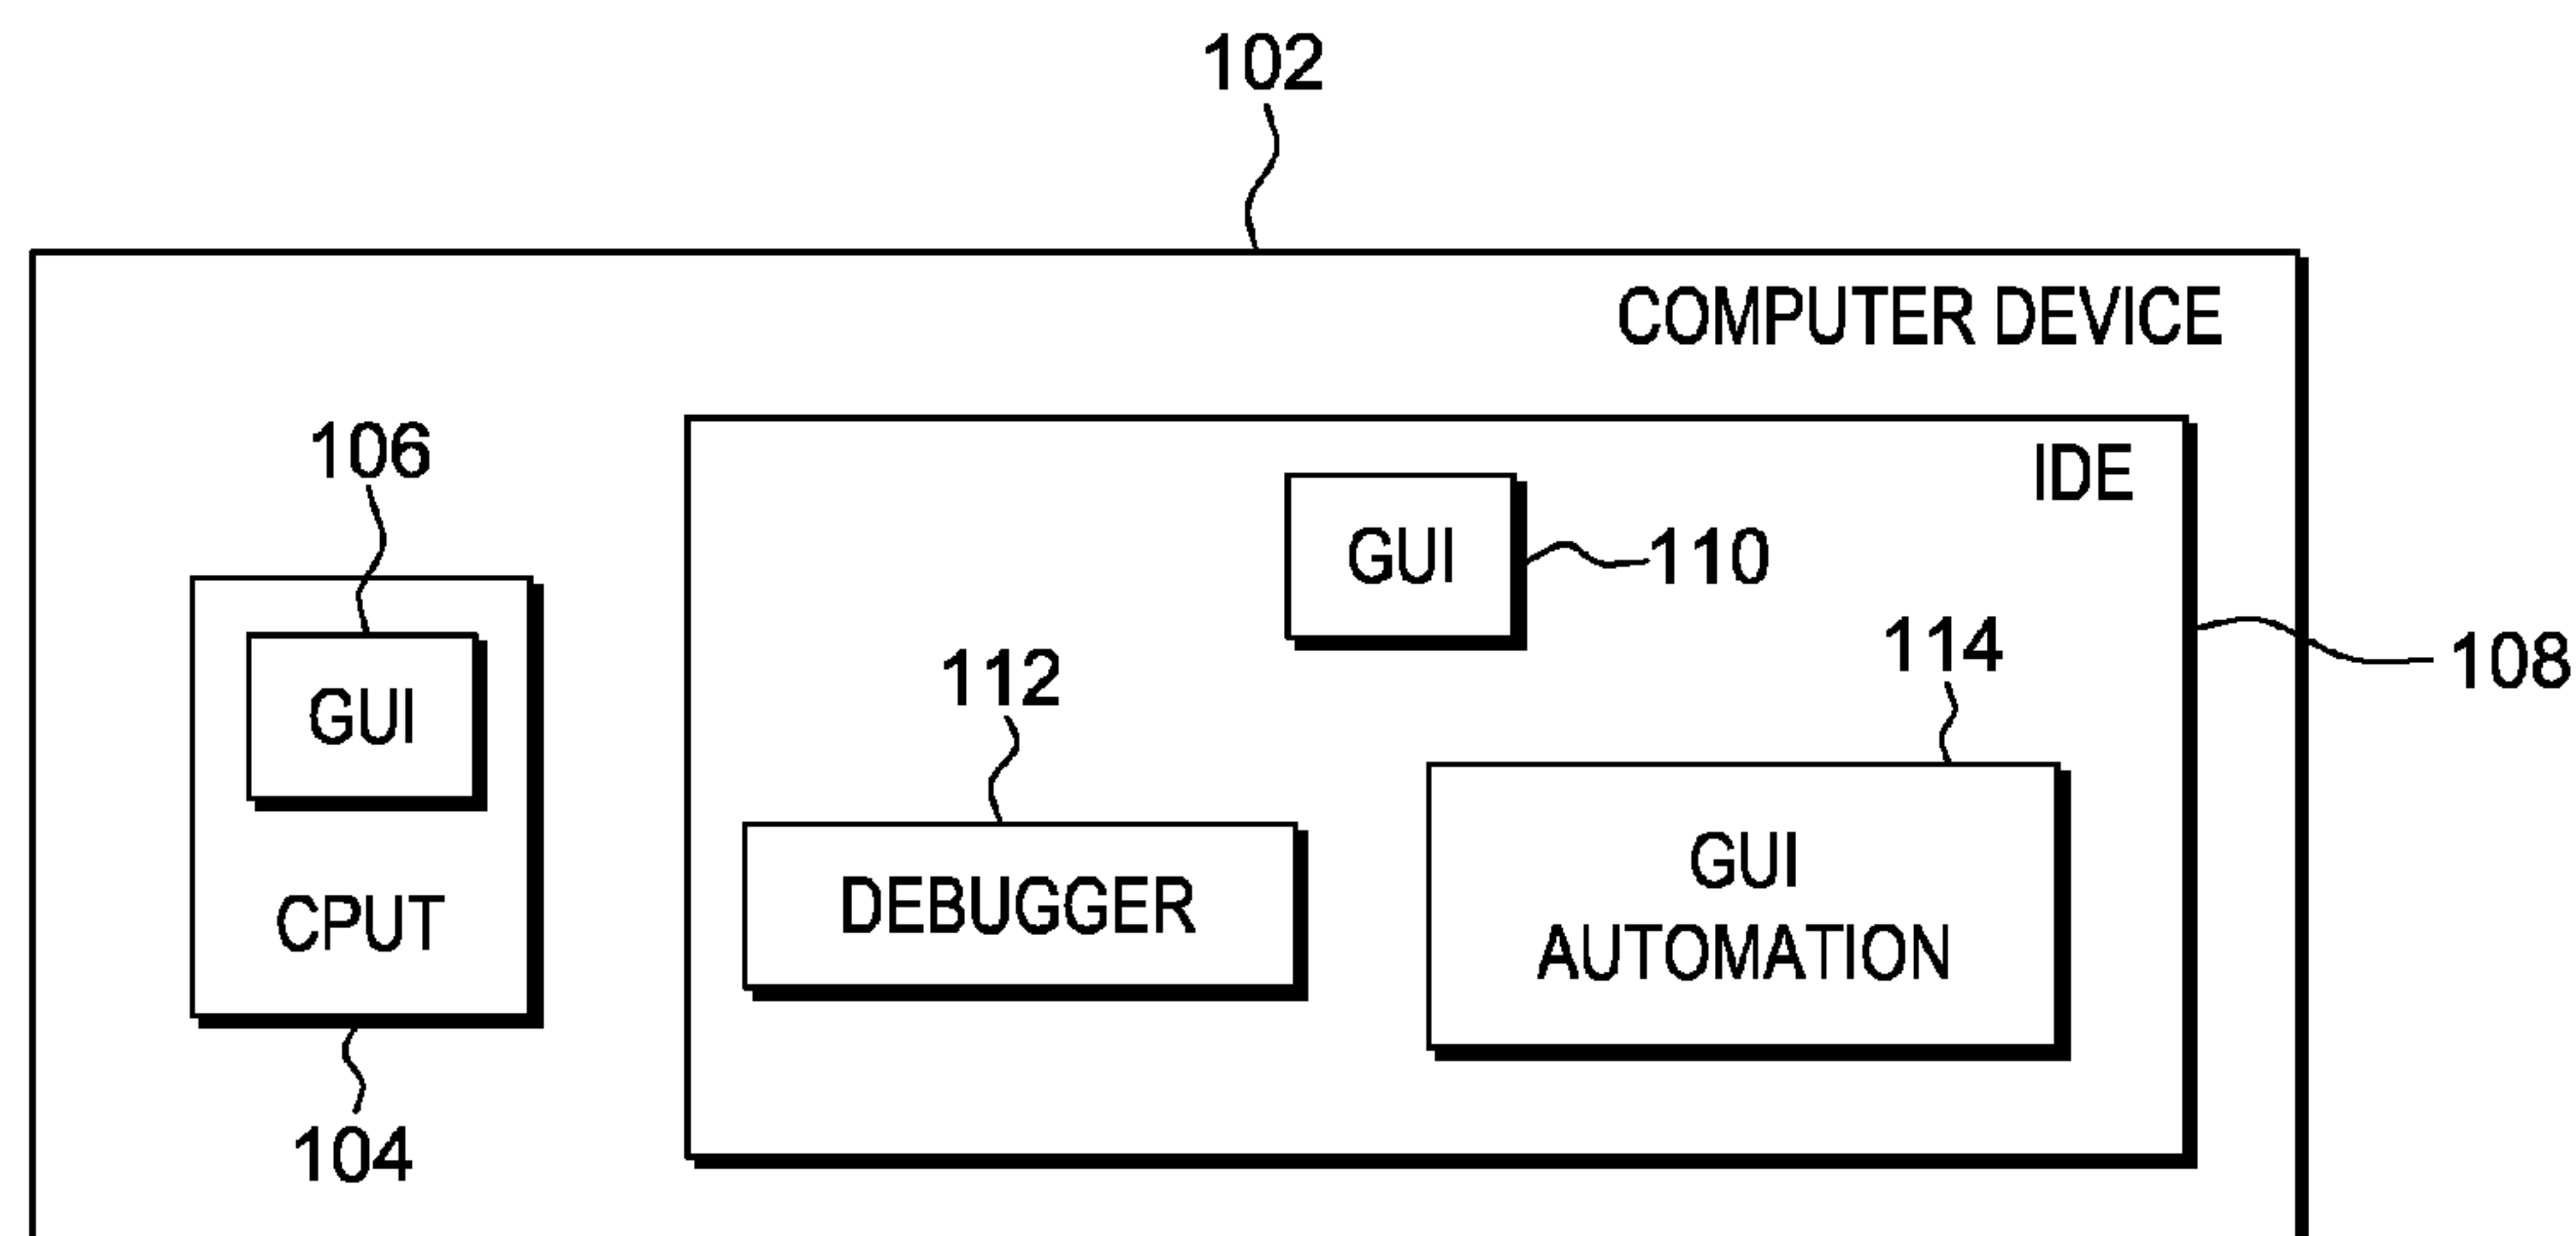 102
COMPUTER DEVICE
106
IDE
GUI
110
112
114
108
GUI
DEBUGGER
GUI
AUTOMATION
CPUT
104